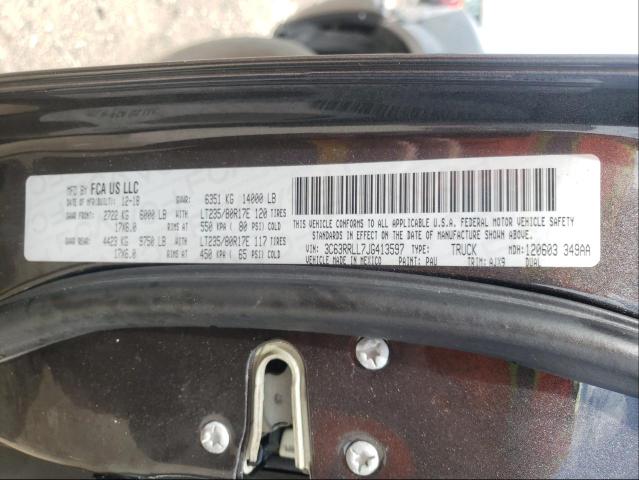 MFD BY FCA US LLC
DATE OF MFR/BUILT: 12-18 GVWR: 6351 KG 14000 LB
GAWR FRONT: 2722 KG 6000 LB WITH LT235/80R17E 120 TIRES
17X6.0 RIMS AT 550 KPA ( 80 PSI) COLD
GAWR REAR: 4423 KG 9750 LB WITH LT235/80R17E 117 TIRES
17X6.0 RIMS AT 450 KPA ( 65 PSI) COLD
THIS VEHICLE CONFORMS TO ALL APPLICABLE U.S.A. FEDERAL MOTOR VEHICLE SAFETY
STANDARDS IN EFFECT ON THE DATE OF MANUFACTURE SHOWN ABOVE.
VIN: 3C63RRLL7JG413597 TYPE: TRUCK MDH: 120603 349AA
VEHICLE MADE IN MEXICO PAINT: PAU TRIM: AJX9 DUAL